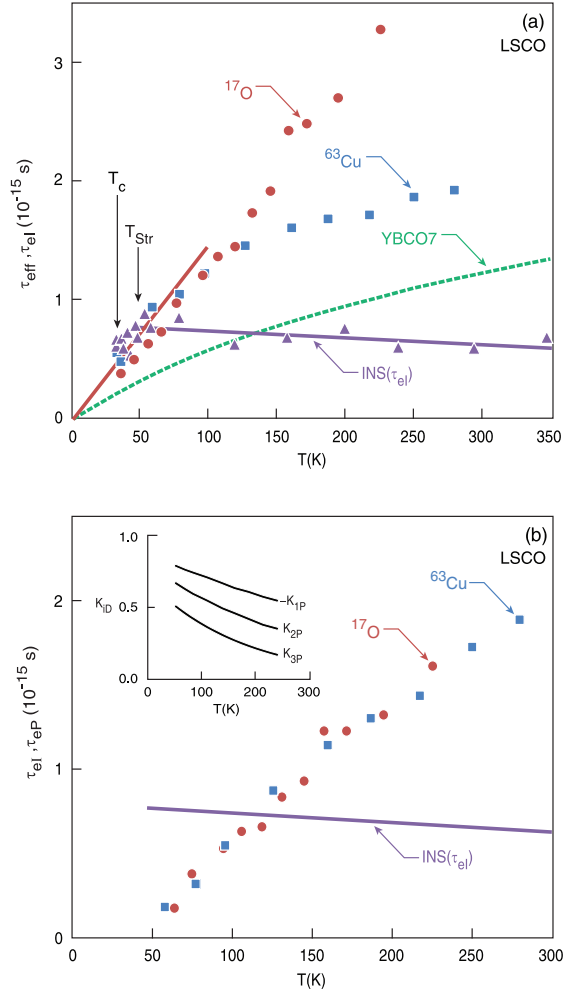 (a)
LSCO
3
2
1
0
τeff ,τel (10⁻¹⁵ s)
¹⁷O
⁶³Cu
Tc
TStr
YBCO7
INS(τel)
0 50 100 150 200 250 300 350
T(K)
(b)
LSCO
2
1
0
τel ,τeP (10⁻¹⁵ s)
1.0
0.5
0.0
KiD
–K1P
K2P
K3P
0 100 200 300
T(K)
⁶³Cu
¹⁷O
INS(τel)
0 50 100 150 200 250 300
T(K)